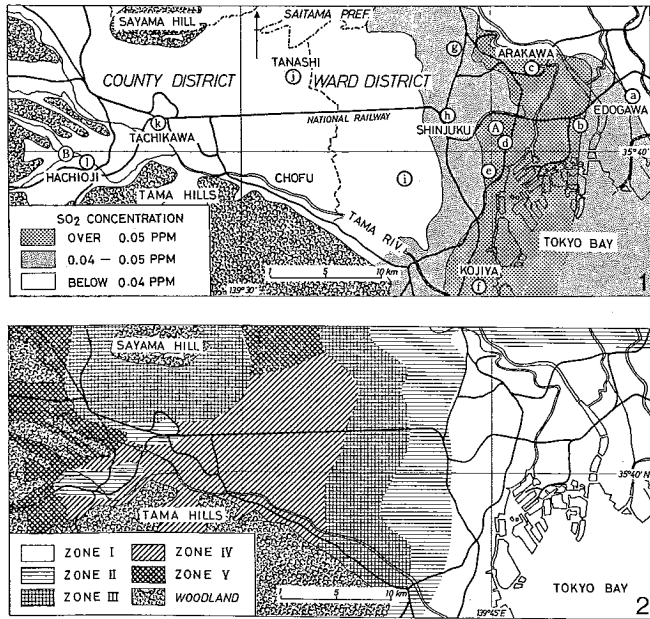 SAYAMA HILL
SAITAMA PREF.
g
ARAKAWA
c
COUNTY DISTRICT
TANASHI
j
WARD DISTRICT
a
EDOGAWA
k
TACHIKAWA
NATIONAL RAILWAY
h
SHINJUKU
A
d
b
35°40'
B
l
HACHIOJI
TAMA HILLS
CHOFU
i
e
TAMA RIV.
TOKYO BAY
KOJIYA
f
SO2 CONCENTRATION
OVER 0.05 PPM
0.04 – 0.05 PPM
BELOW 0.04 PPM
139°30'
1 5 10 km
1
SAYAMA HILL
35°40' N
TAMA HILLS
ZONE I
ZONE II
ZONE III
ZONE IV
ZONE V
WOODLAND
1 5 10 km
139°45' E
TOKYO BAY
2